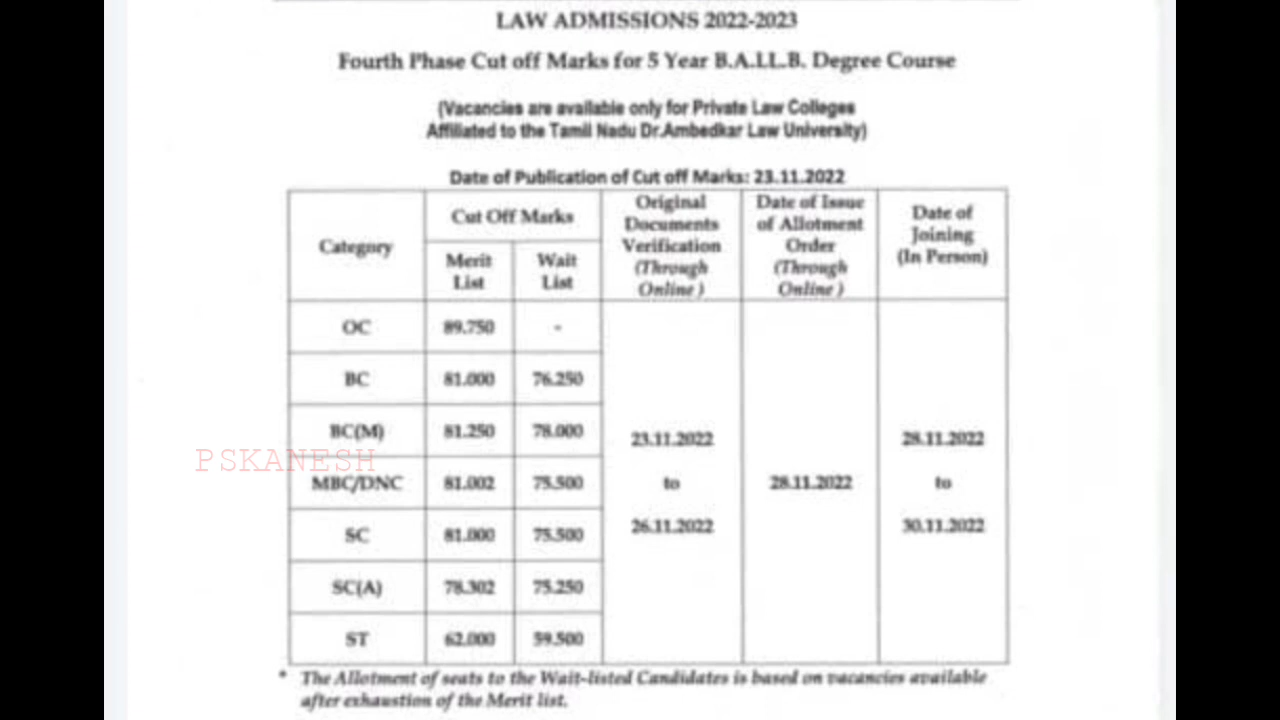 LAW ADMISSIONS 2022-2023
Fourth Phase Cut off Marks for 5 Year B.A.LL.B. Degree Course
(Vacancies are available only for Private Law Colleges
Affiliated to the Tamil Nadu Dr.Ambedkar Law University)
Date of Publication of Cut off Marks: 23.11.2022
Category
Cut Off Marks
Merit
List
Wait
List
Original
Documents
Verification
(Through
Online )
Date of Issue
of Allotment
Order
(Through
Online )
Date of
Joining
(In Person)
OC 89.750 -
BC 81.000 76.250
BC(M) 81.250 78.000
MBC/DNC 81.002 75.500
SC 81.000 75.500
SC(A) 78.302 75.250
ST 62.000 59.500
23.11.2022
to
26.11.2022
28.11.2022
28.11.2022
to
30.11.2022
PSKANESH
* The Allotment of seats to the Wait-listed Candidates is based on vacancies available
after exhaustion of the Merit list.